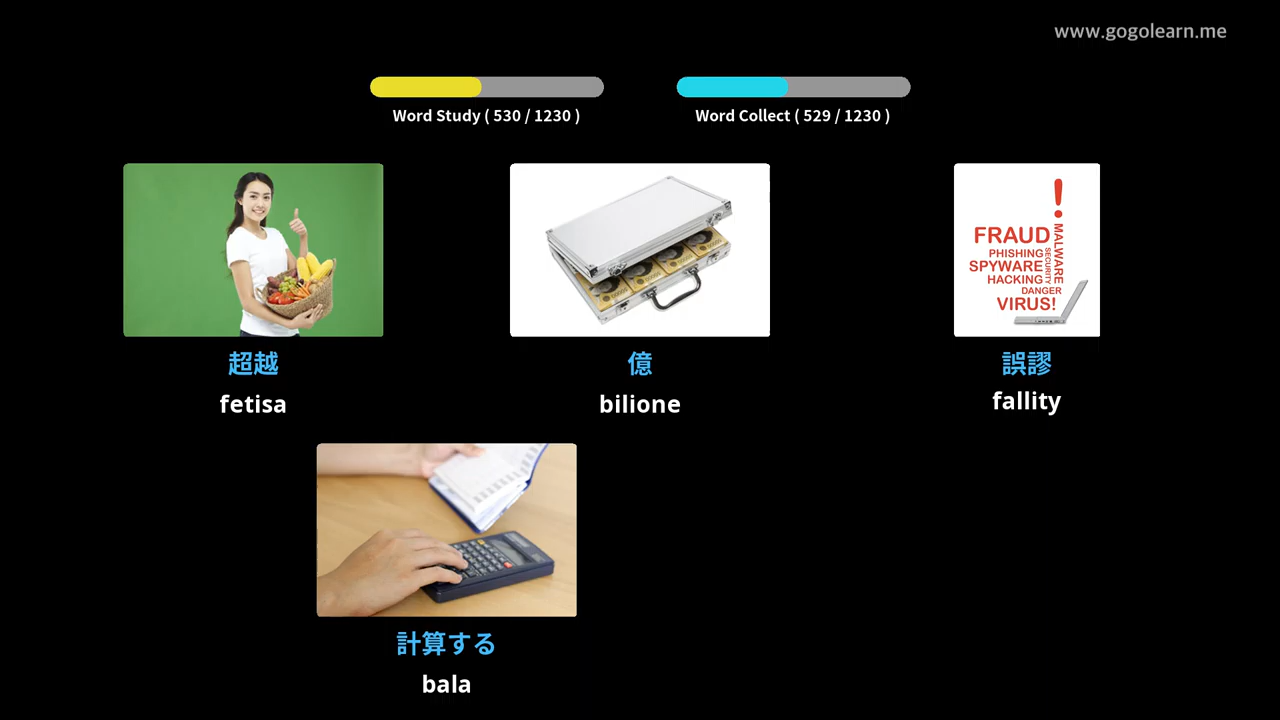 www.gogolearn.me
Word Study ( 530 / 1230 )
Word Collect ( 529 / 1230 )
FRAUD
PHISHING
SPYWARE
HACKING
DANGER
VIRUS!
MALWARE
SECURITY
!
超越
fetisa
億
bilione
誤謬
fallity
計算する
bala